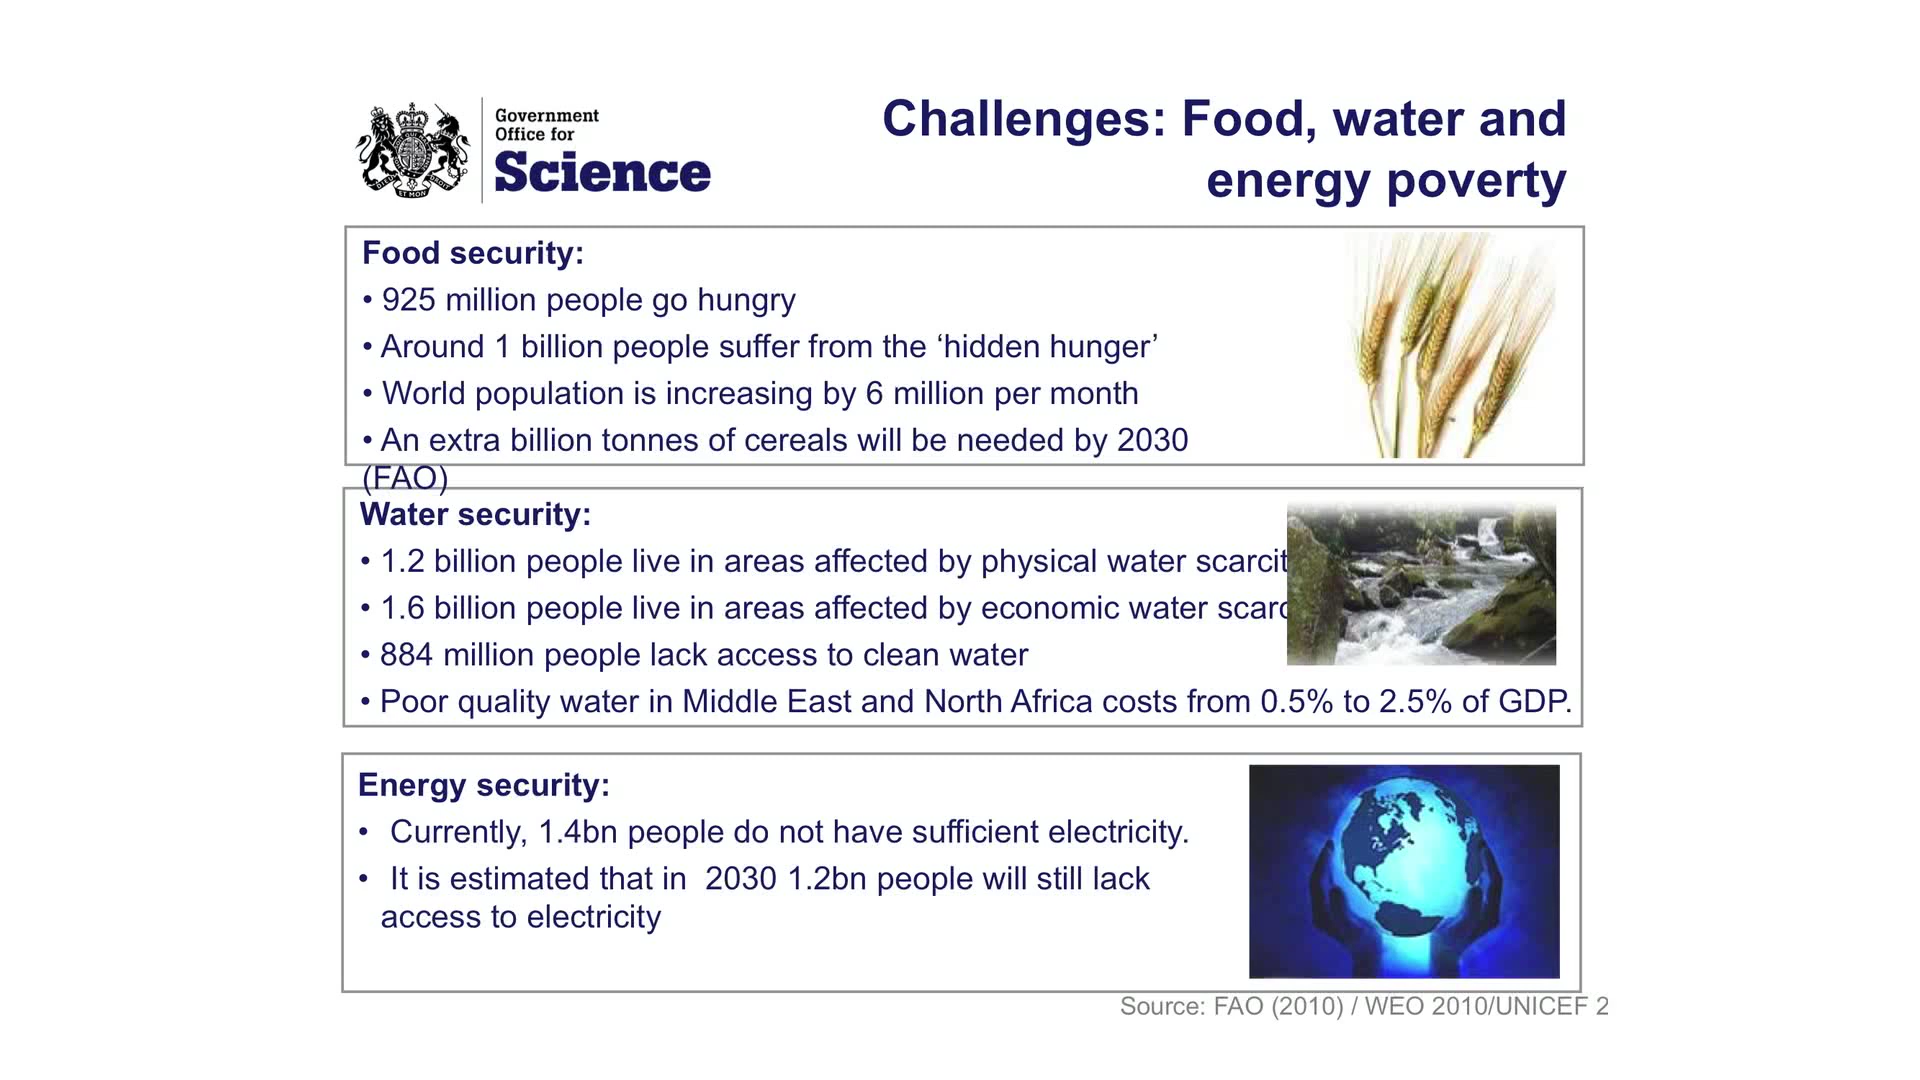 Government
Office for
Science
Challenges: Food, water and
energy poverty
Food security:
• 925 million people go hungry
• Around 1 billion people suffer from the ‘hidden hunger’
• World population is increasing by 6 million per month
• An extra billion tonnes of cereals will be needed by 2030
(FAO)
Water security:
• 1.2 billion people live in areas affected by physical water
• 1.6 billion people live in areas affected by economic water
• 884 million people lack access to clean water
• Poor quality water in Middle East and North Africa costs from 0.5% to 2.5% of GDP.
Energy security:
• Currently, 1.4bn people do not have sufficient electricity.
• It is estimated that in 2030 1.2bn people will still lack
access to electricity
Source: FAO (2010) / WEO 2010/UNICEF 2